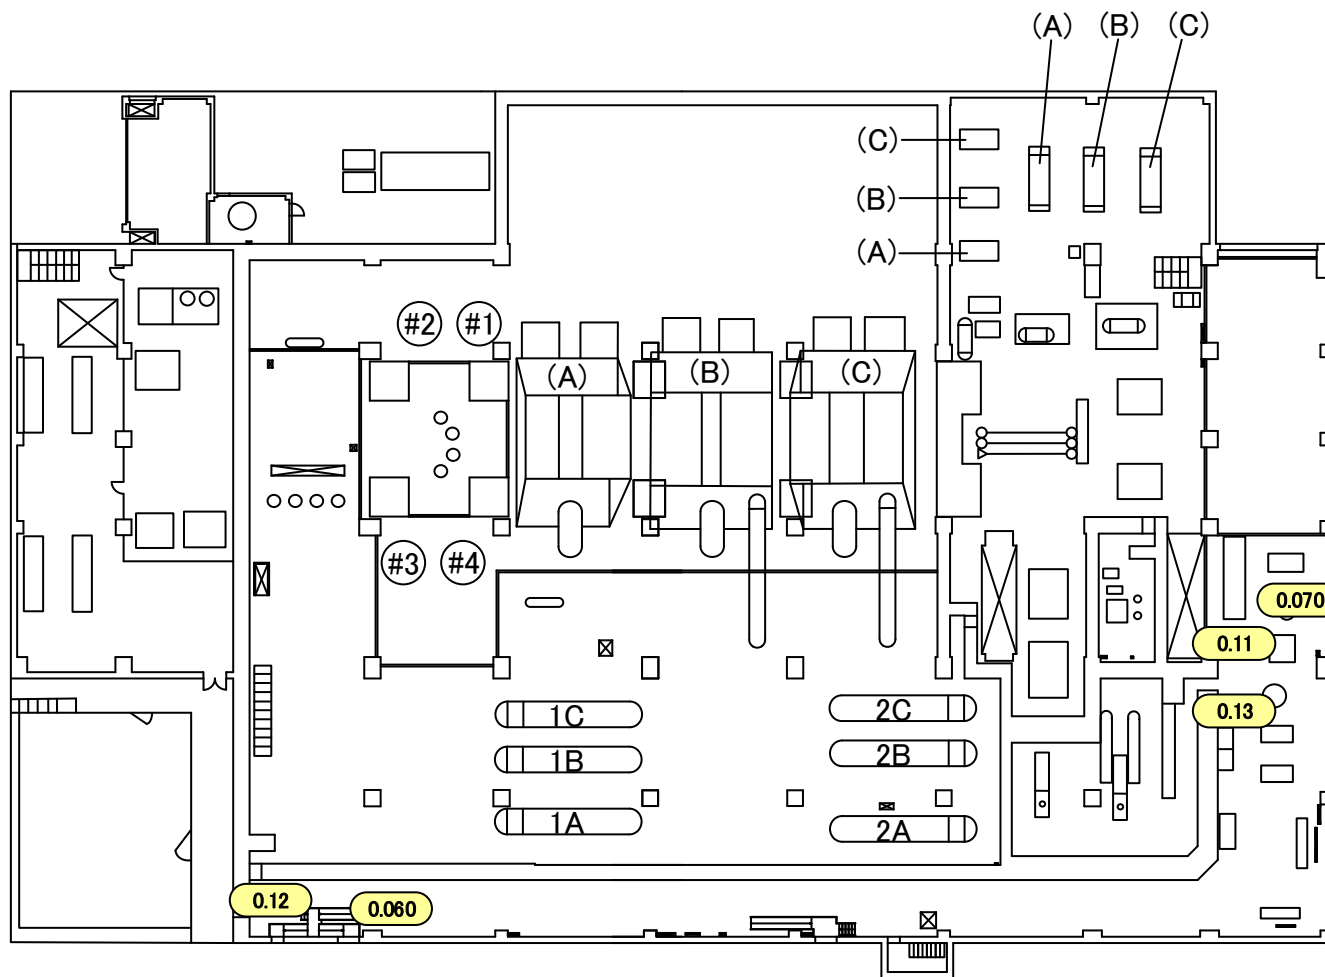 (A) (B) (C)
(C)
(B)
(A)
#2 #1
(A) (B) (C)
#3 #4
0.070
0.11
1C 2C
0.13
1B 2B
1A 2A
0.12 0.060